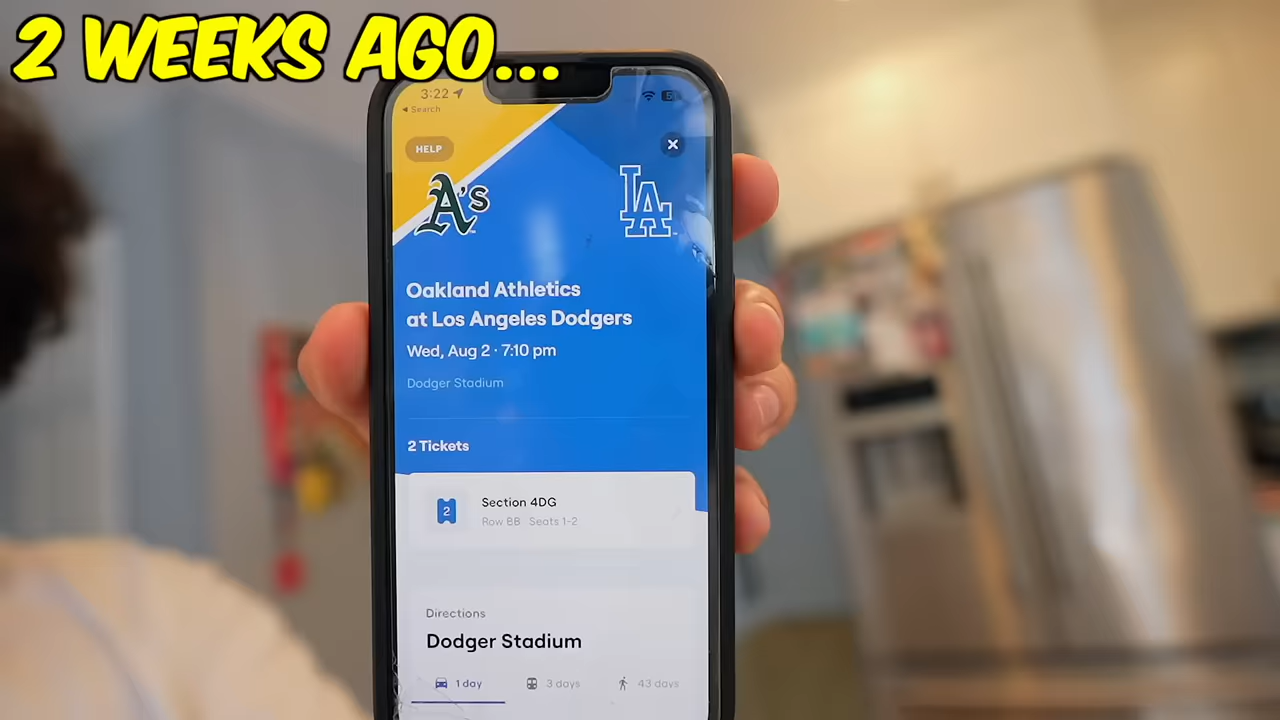 2 WEEKS AGO...
3:22
Search
HELP
A's
LA
Oakland Athletics
at Los Angeles Dodgers
Wed, Aug 2 · 7:10 pm
Dodger Stadium
2 Tickets
2
Section 4DG
Row BB Seats 1-2
Directions
Dodger Stadium
1 day 3 days 43 days